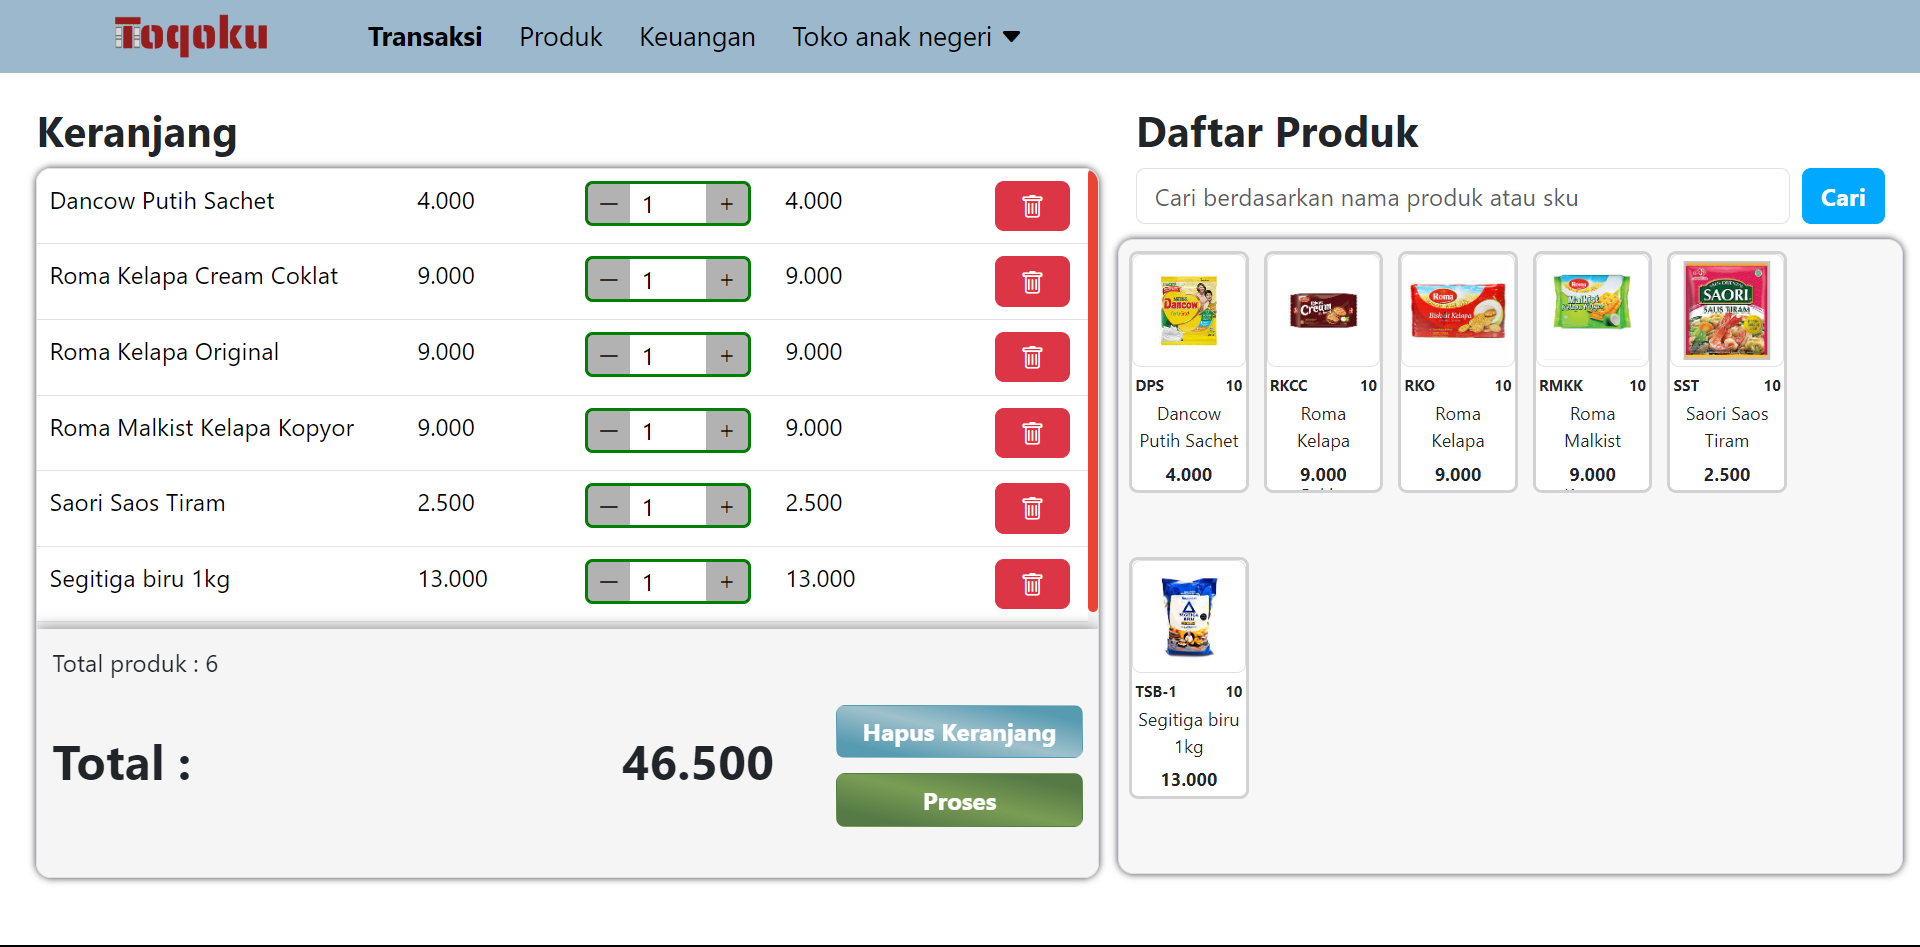 Toqoku
Transaksi Produk Keuangan Toko anak negeri
Keranjang
Dancow Putih Sachet 4.000 1 4.000
Roma Kelapa Cream Coklat 9.000 1 9.000
Roma Kelapa Original 9.000 1 9.000
Roma Malkist Kelapa Kopyor 9.000 1 9.000
Saori Saos Tiram 2.500 1 2.500
Segitiga biru 1kg 13.000 1 13.000
Total produk : 6
Total : 46.500
Hapus Keranjang
Proses
Daftar Produk
Cari berdasarkan nama produk atau sku
Cari
Dancow
DPS 10
Dancow
Putih Sachet
4.000
Cream
RKCC 10
Roma
Kelapa
9.000
Roma
Biskuit Kelapa
RKO 10
Roma
Kelapa
9.000
Roma
Malkist
RMKK 10
Roma
Malkist
9.000
SAORI
SAUS TIRAM
SST 10
Saori Saos
Tiram
2.500
TSB-1 10
Segitiga biru
1kg
13.000